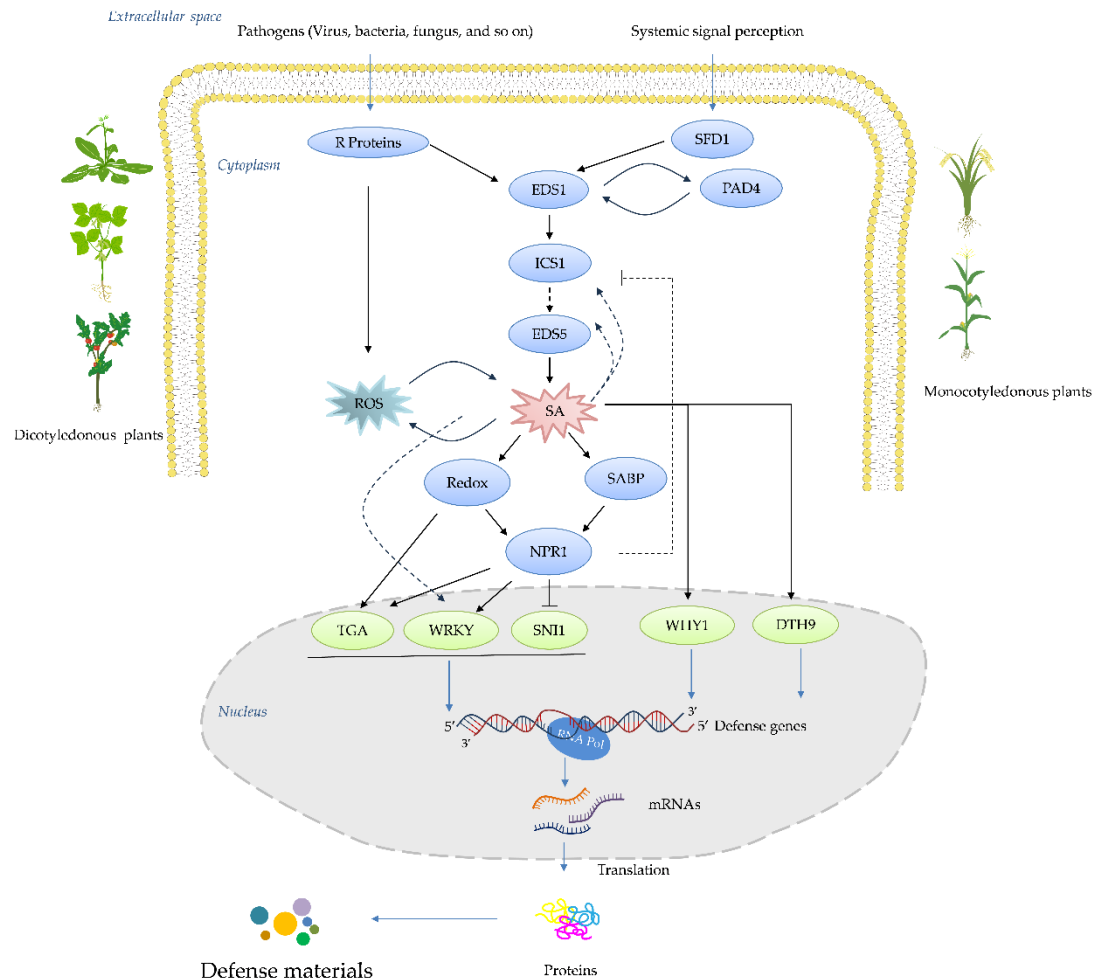 Extracellular space
Pathogens (Virus, bacteria, fungus, and so on)
Systemic signal perception
R Proteins
SFD1
Cytoplasm
EDS1
PAD4
ICS1
EDS5
ROS
SA
Monocotyledonous plants
Dicotyledonous plants
Redox
SABP
NPR1
TGA
WRKY
SNI1
WHY1
DTH9
Nucleus
5′
3′
3′
5′
Defense genes
RNA Pol
mRNAs
Translation
Defense materials
Proteins